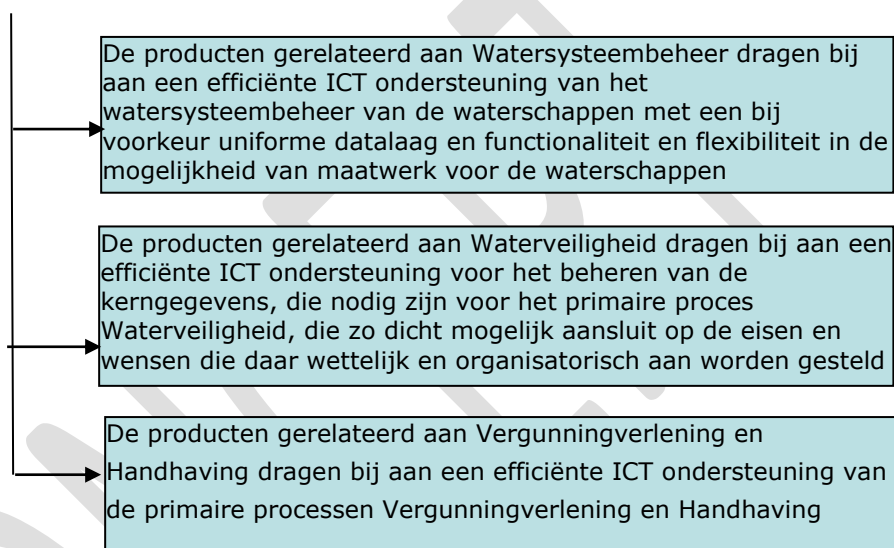 De producten gerelateerd aan Watersysteembeheer dragen bij
aan een efficiënte ICT ondersteuning van het
watersysteembeheer van de waterschappen met een bij
voorkeur uniforme datalaag en functionaliteit en flexibiliteit in de
mogelijkheid van maatwerk voor de waterschappen
De producten gerelateerd aan Waterveiligheid dragen bij aan een
efficiënte ICT ondersteuning voor het beheren van de
kerngegevens, die nodig zijn voor het primaire proces
Waterveiligheid, die zo dicht mogelijk aansluit op de eisen en
wensen die daar wettelijk en organisatorisch aan worden gesteld
De producten gerelateerd aan Vergunningverlening en
Handhaving dragen bij aan een efficiënte ICT ondersteuning van
de primaire processen Vergunningverlening en Handhaving